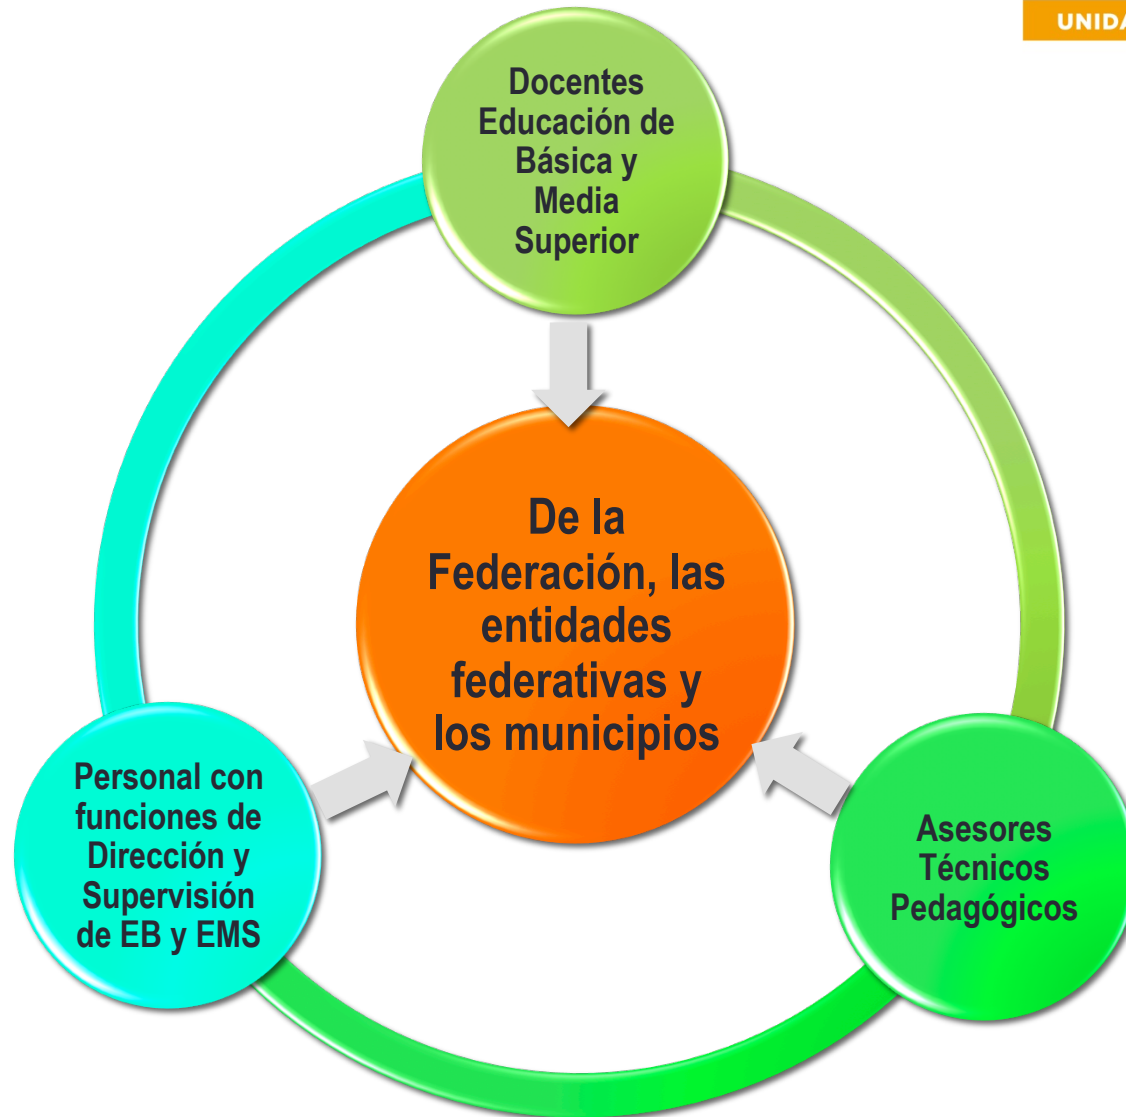 UNIDA
Docentes
Educación de
Básica y
Media
Superior
De la
Federación, las
entidades
federativas y
los municipios
Personal con
funciones de
Dirección y
Supervisión
de EB y EMS
Asesores
Técnicos
Pedagógicos